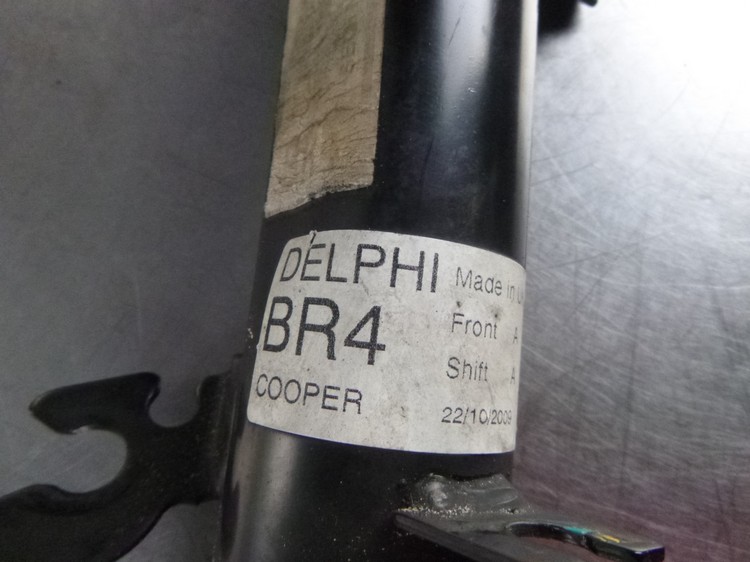 DELPHI
BR4
COOPER
Made in
Front A
Shift A
22/10/2009